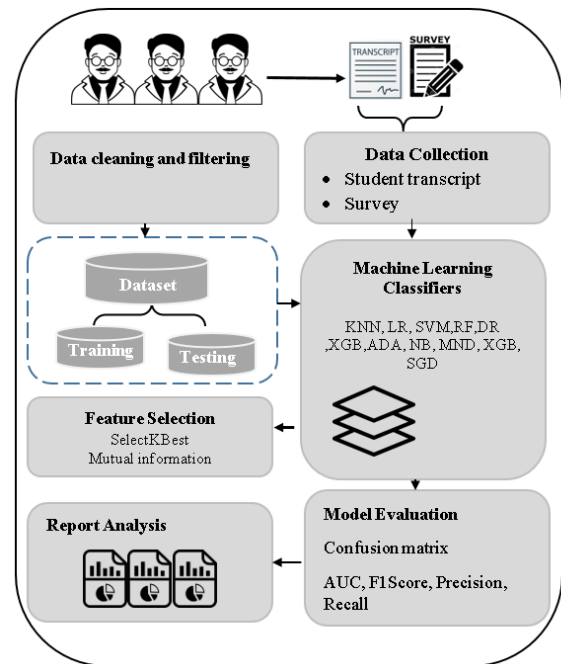 TRANSCRIPT
SURVEY
Data cleaning and filtering
Data Collection
• Student transcript
• Survey
Dataset
Training
Testing
Machine Learning
Classifiers
KNN, LR, SVM,RF,DR
,XGB,ADA, NB, MND, XGB,
SGD
Feature Selection
SelectKBest
Mutual information
Report Analysis
Model Evaluation
Confusion matrix
AUC, F1Score, Precision,
Recall